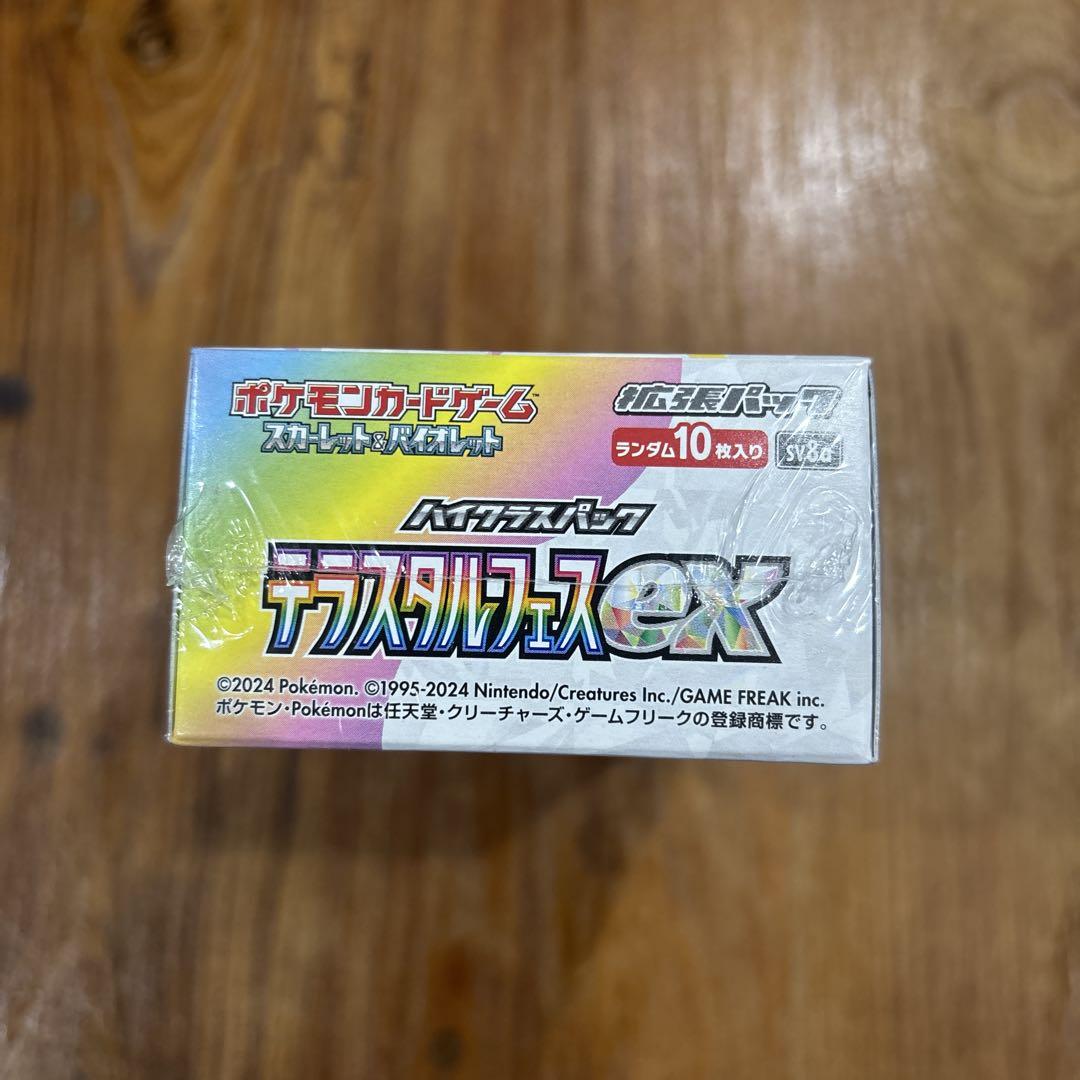 ポケモンカードゲーム™
スカーレット&バイオレット
拡張パック
ランダム10枚入り
SV8a
ハイクラスパック
テラスタルフェスex
©2024 Pokémon. ©1995-2024 Nintendo/Creatures Inc./GAME FREAK inc.
ポケモン・Pokémonは任天堂・クリーチャーズ・ゲームフリークの登録商標です。